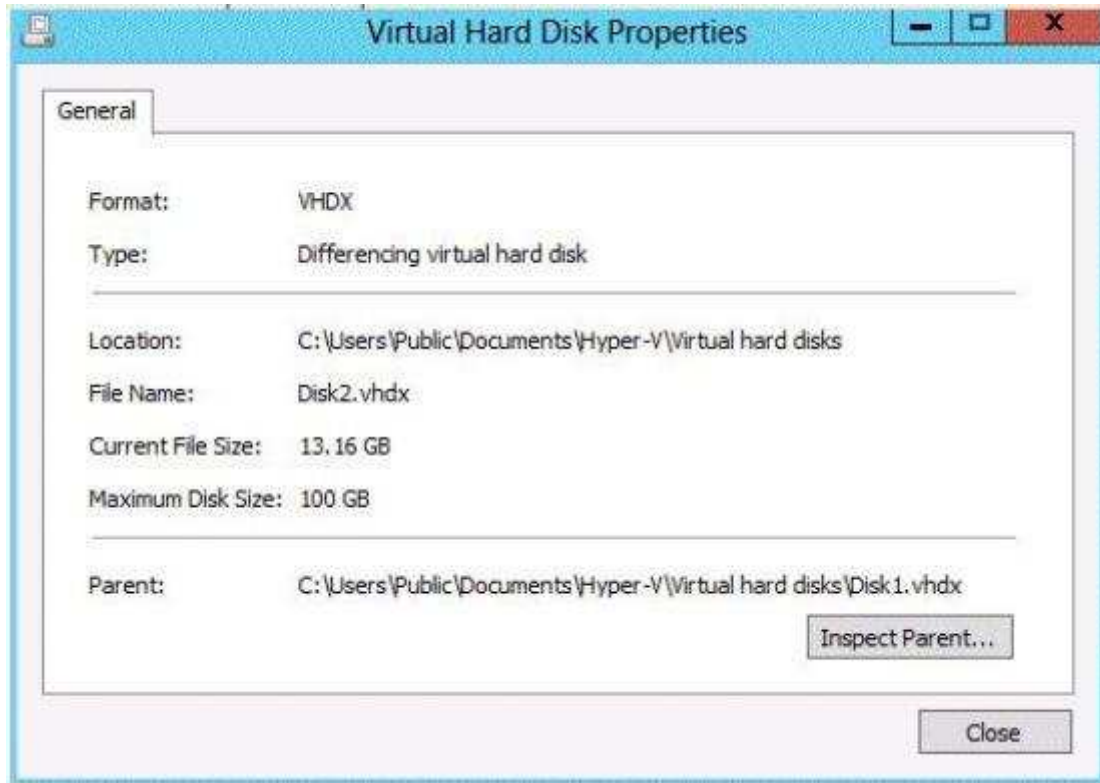 Virtual Hard Disk Properties
General
Format: VHDX
Type: Differencing virtual hard disk
Location: C:\Users\Public\Documents\Hyper-V\Virtual hard disks
File Name: Disk2.vhdx
Current File Size: 13.16 GB
Maximum Disk Size: 100 GB
Parent: C:\Users\Public\Documents\Hyper-V\Virtual hard disks\Disk1.vhdx
Inspect Parent...
Close